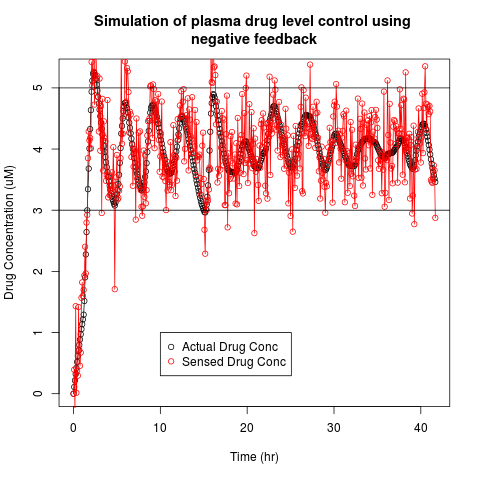 Simulation of plasma drug level control using
negative feedback
Drug Concentration (uM)
5
4
3
2
1
0
Actual Drug Conc
Sensed Drug Conc
0 10 20 30 40
Time (hr)